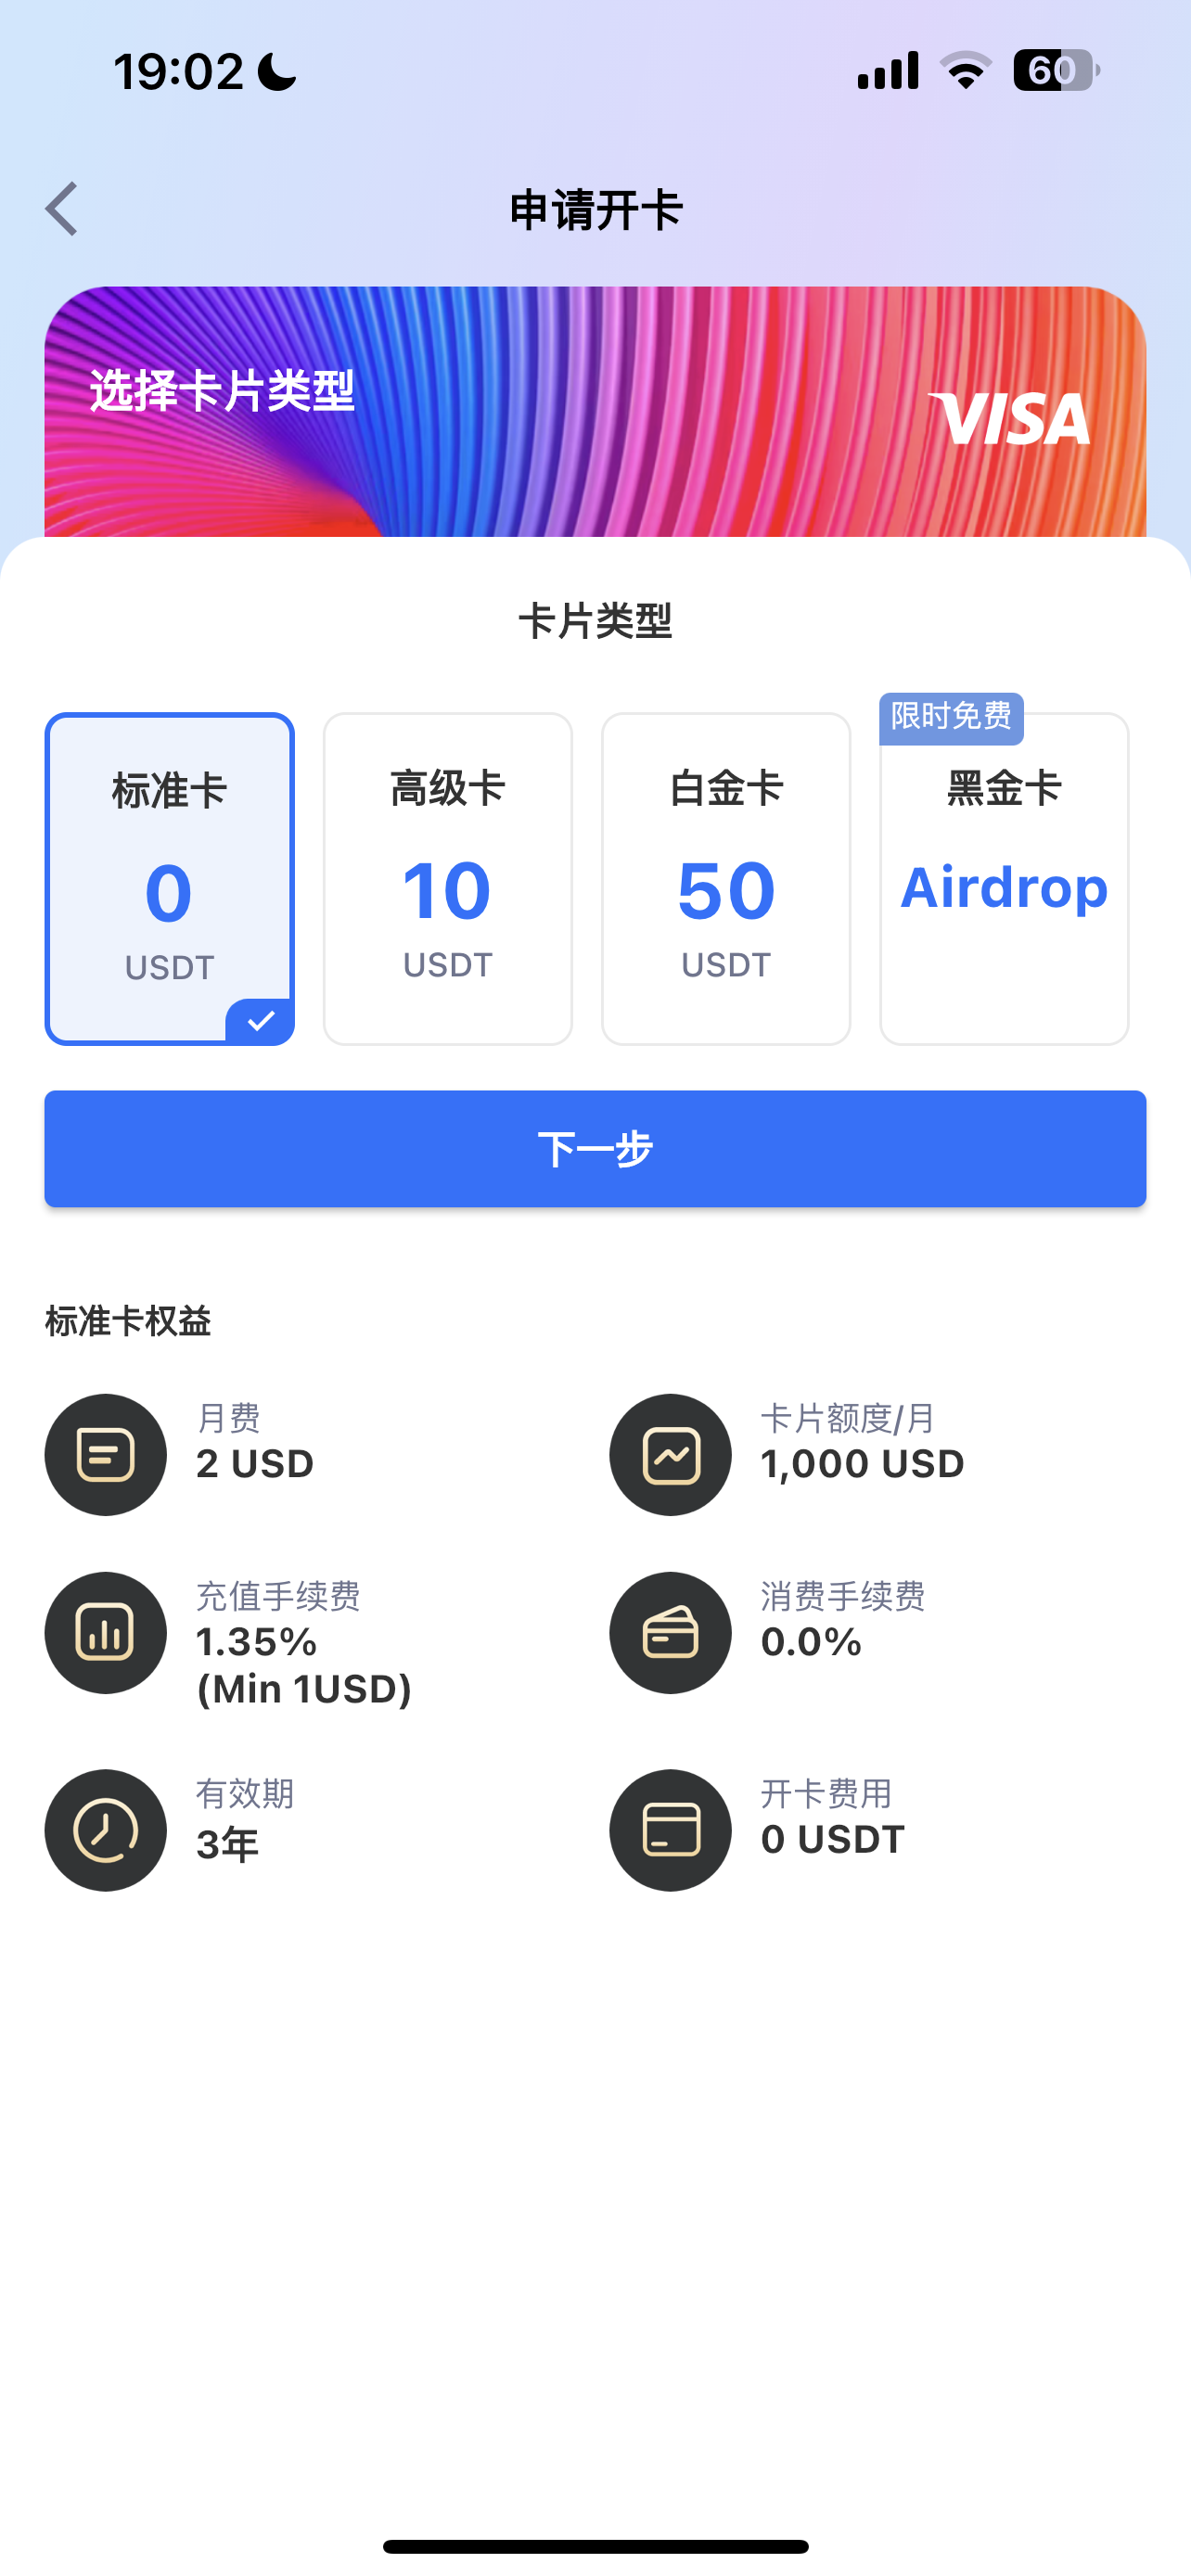 19:02
60
申请开卡
选择卡片类型
VISA
卡片类型
限时免费
标准卡
0
USDT
高级卡
10
USDT
白金卡
50
USDT
黑金卡
Airdrop
下一步
标准卡权益
月费
2 USD
卡片额度/月
1,000 USD
充值手续费
1.35%
(Min 1USD)
消费手续费
0.0%
有效期
3年
开卡费用
0 USDT